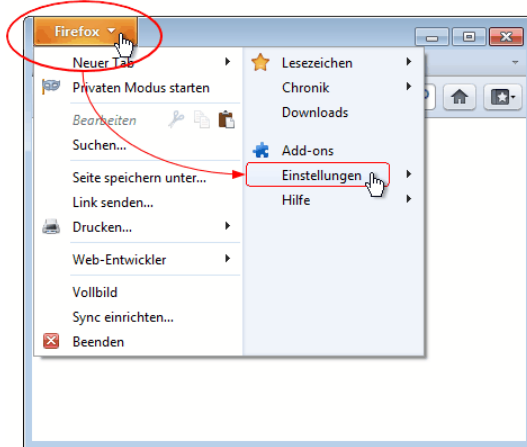 Firefox
Neuer Tab
Privaten Modus starten
Bearbeiten
Suchen...
Seite speichern unter...
Link senden...
Drucken...
Web-Entwickler
Vollbild
Sync einrichten...
Beenden
Lesezeichen
Chronik
Downloads
Add-ons
Einstellungen
Hilfe